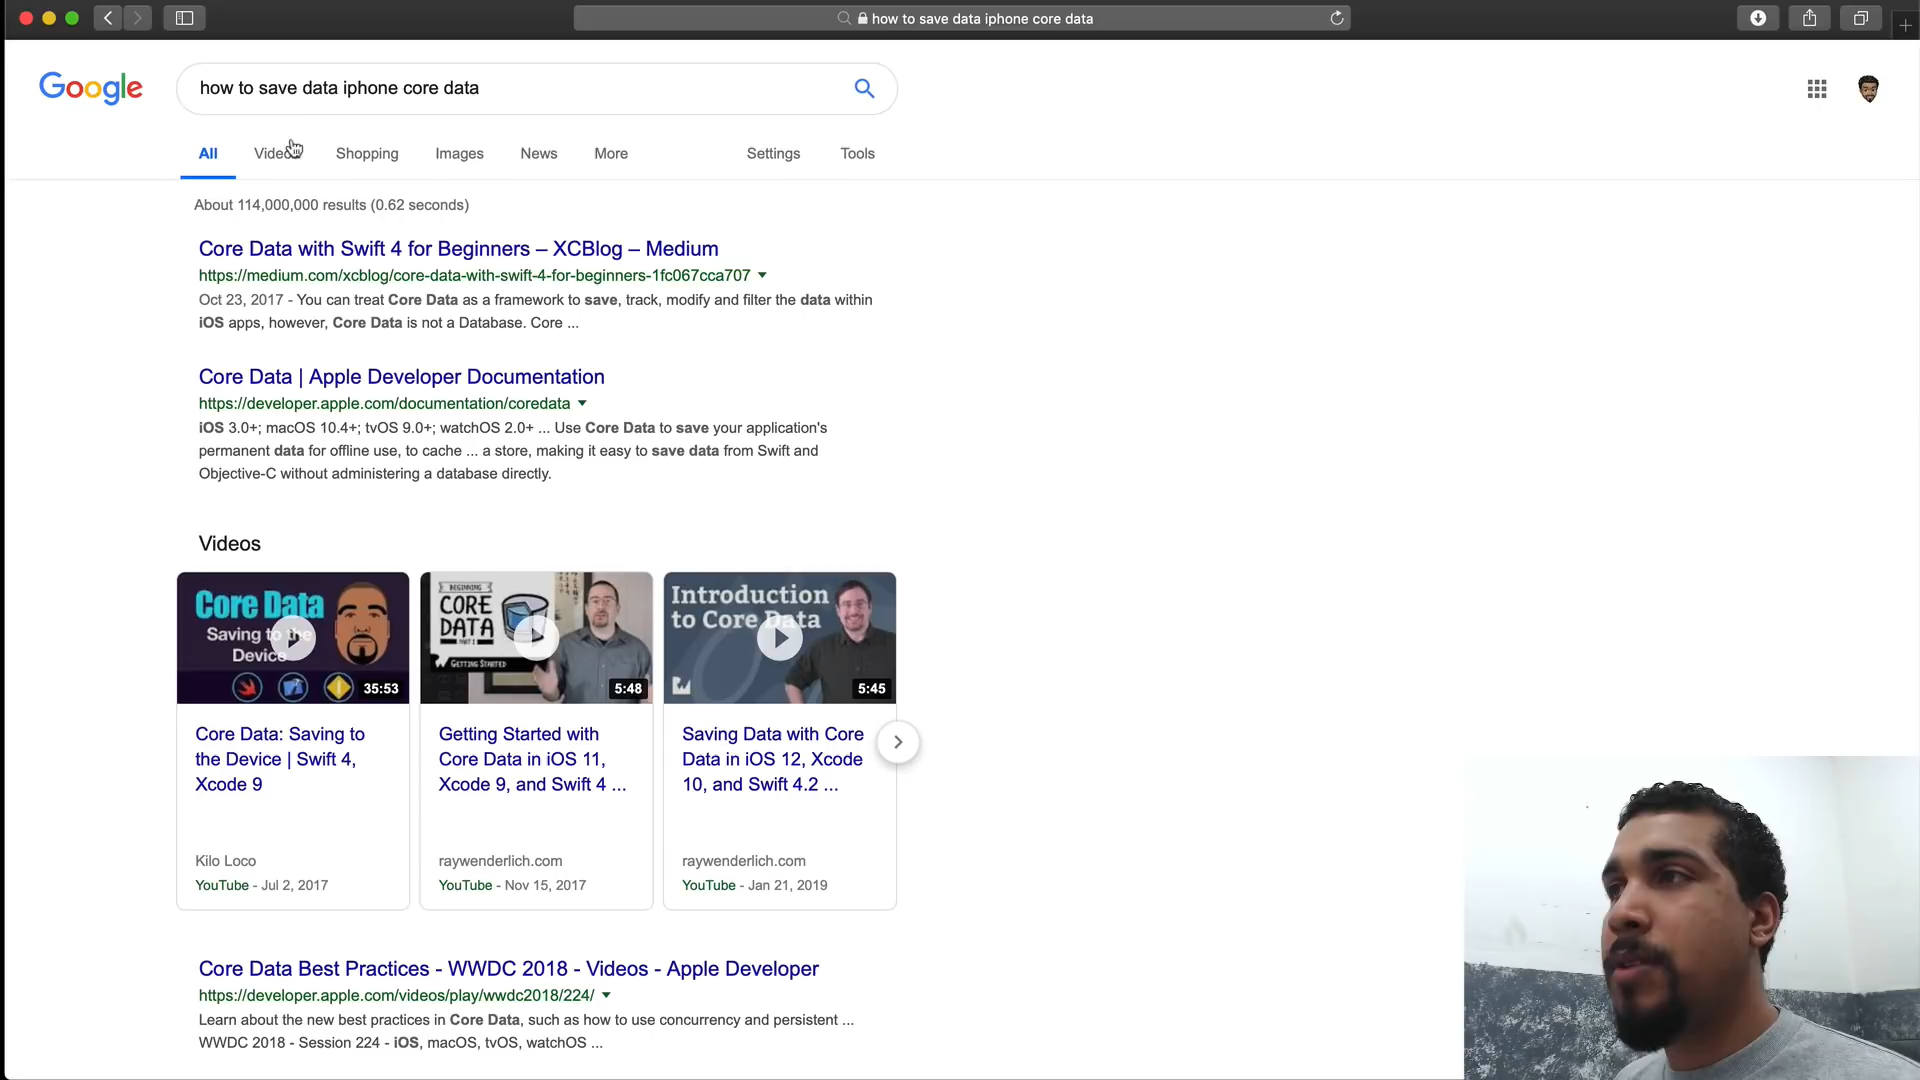 how to save data iphone core data
Google
how to save data iphone core data
All
Shopping
Images
News
More
Settings
Tools
About 114,000,000 results (0.62 seconds)
Core Data with Swift 4 for Beginners – XCBlog – Medium
https://medium.com/xcblog/core-data-with-swift-4-for-beginners-1fc067cca707
Oct 23, 2017 - You can treat Core Data as a framework to save, track, modify and filter the data within
iOS apps, however, Core Data is not a Database. Core ...
Core Data | Apple Developer Documentation
https://developer.apple.com/documentation/coredata
iOS 3.0+; macOS 10.4+; tvOS 9.0+; watchOS 2.0+ ... Use Core Data to save your application's
permanent data for offline use, to cache ... a store, making it easy to save data from Swift and
Objective-C without administering a database directly.
Videos
Core Data
Saving to the
Device
35:53
Core Data: Saving to
the Device | Swift 4,
Xcode 9
Kilo Loco
YouTube - Jul 2, 2017
BEGINNING
CORE
DATA
PART 1
GETTING STARTED
5:48
Getting Started with
Core Data in iOS 11,
Xcode 9, and Swift 4 ...
raywenderlich.com
YouTube - Nov 15, 2017
Introduction
to Core Data
5:45
Saving Data with Core
Data in iOS 12, Xcode
10, and Swift 4.2 ...
raywenderlich.com
YouTube - Jan 21, 2019
Core Data Best Practices - WWDC 2018 - Videos - Apple Developer
https://developer.apple.com/videos/play/wwdc2018/224/
Learn about the new best practices in Core Data, such as how to use concurrency and persistent ...
WWDC 2018 - Session 224 - iOS, macOS, tvOS, watchOS ...